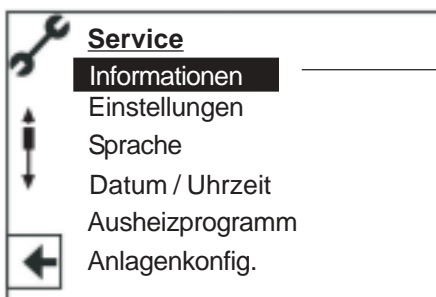 Service
Informationen
Einstellungen
Sprache
Datum / Uhrzeit
Ausheizprogramm
Anlagenkonfig.